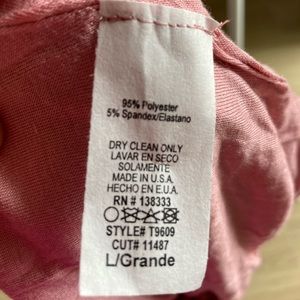 95% Polyester
5% Spandex/Elastano
DRY CLEAN ONLY
LAVAR EN SECO
SOLAMENTE
MADE IN U.S.A.
HECHO EN E.U.A.
RN # 138333
STYLE# T9609
CUT# 11487
L/Grande